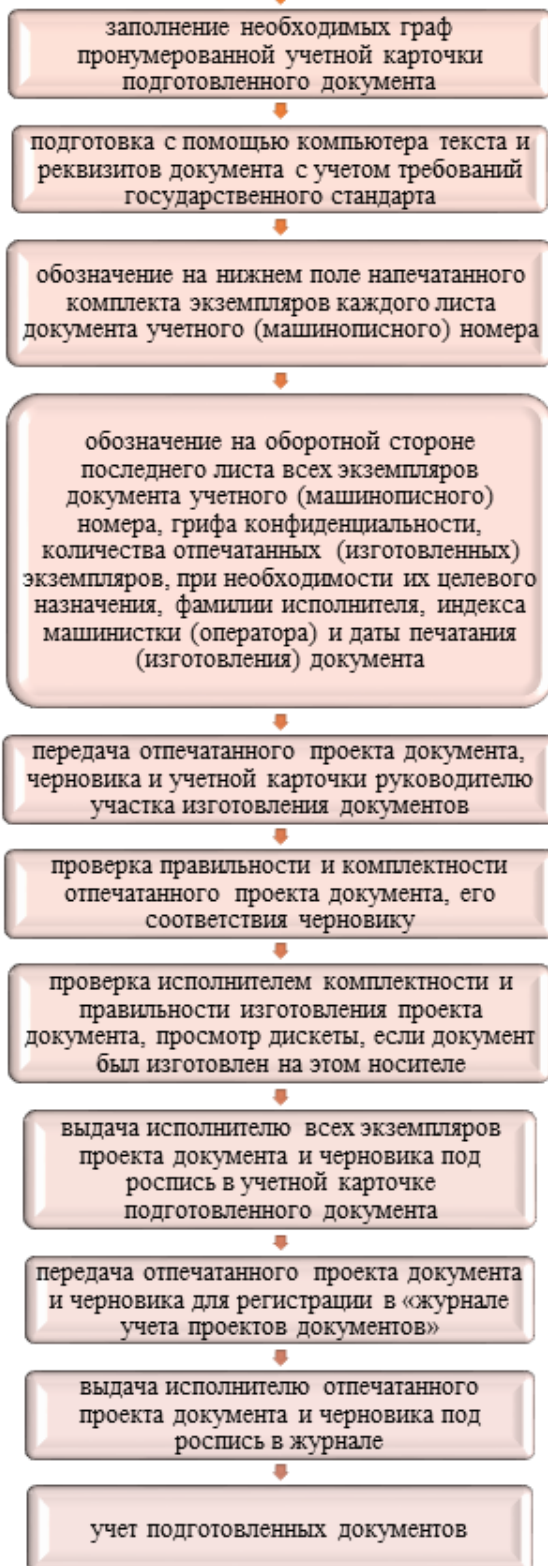 заполнение необходимых граф
пронумерованной учетной карточки
подготовленного документа
подготовка с помощью компьютера текста и
реквизитов документа с учетом требований
государственного стандарта
обозначение на нижнем поле напечатанного
комплекта экземпляров каждого листа
документа учетного (машинописного) номера
обозначение на оборотной стороне
последнего листа всех экземпляров
документа учетного (машинописного)
номера, грифа конфиденциальности,
количества отпечатанных (изготовленных)
экземпляров, при необходимости их целевого
назначения, фамилии исполнителя, индекса
машинистки (оператора) и даты печатания
(изготовления) документа
передача отпечатанного проекта документа,
черновика и учетной карточки руководителю
участка изготовления документов
проверка правильности и комплектности
отпечатанного проекта документа, его
соответствия черновику
проверка исполнителем комплектности и
правильности изготовления проекта
документа, просмотр дискеты, если документ
был изготовлен на этом носителе
выдача исполнителю всех экземпляров
проекта документа и черновика под
роспись в учетной карточке
подготовленного документа
передача отпечатанного проекта документа
и черновика для регистрации в «журнале
учета проектов документов»
выдача исполнителю отпечатанного
проекта документа и черновика под
роспись в журнале
учет подготовленных документов